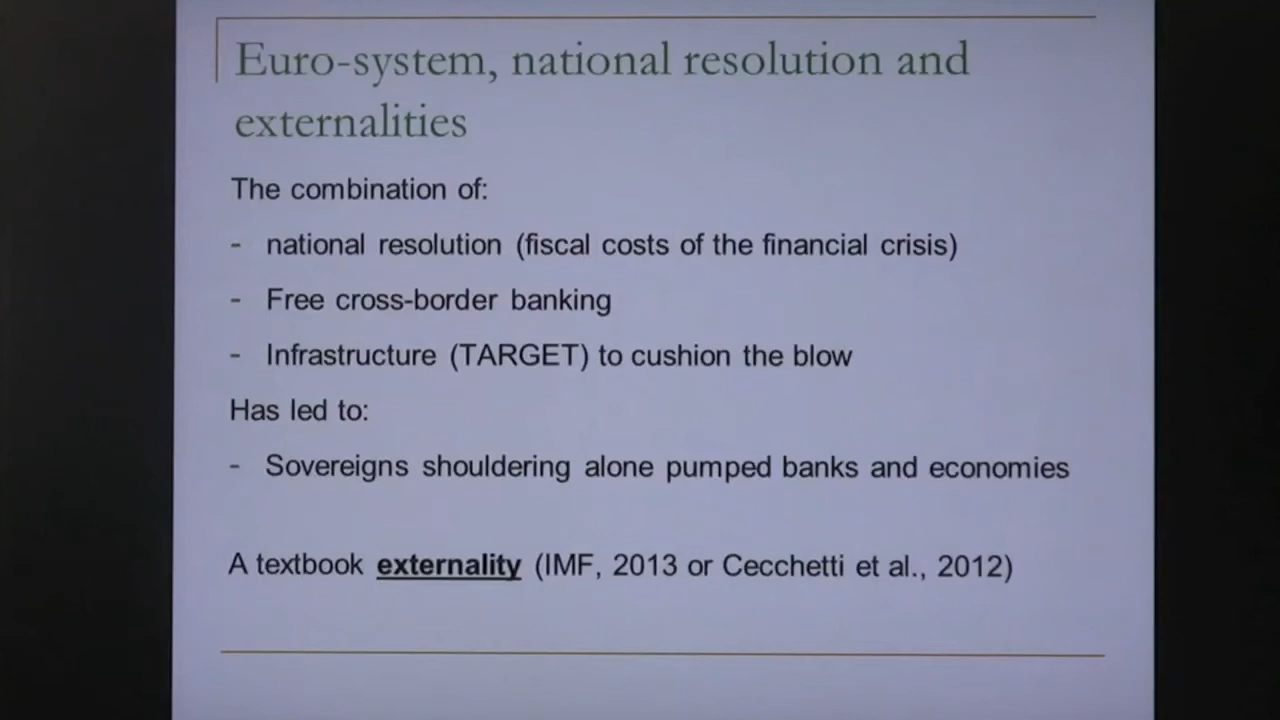 Euro-system, national resolution and
externalities
The combination of:
- national resolution (fiscal costs of the financial crisis)
- Free cross-border banking
- Infrastructure (TARGET) to cushion the blow
Has led to:
- Sovereigns shouldering alone pumped banks and economies
A textbook externality (IMF, 2013 or Cecchetti et al., 2012)